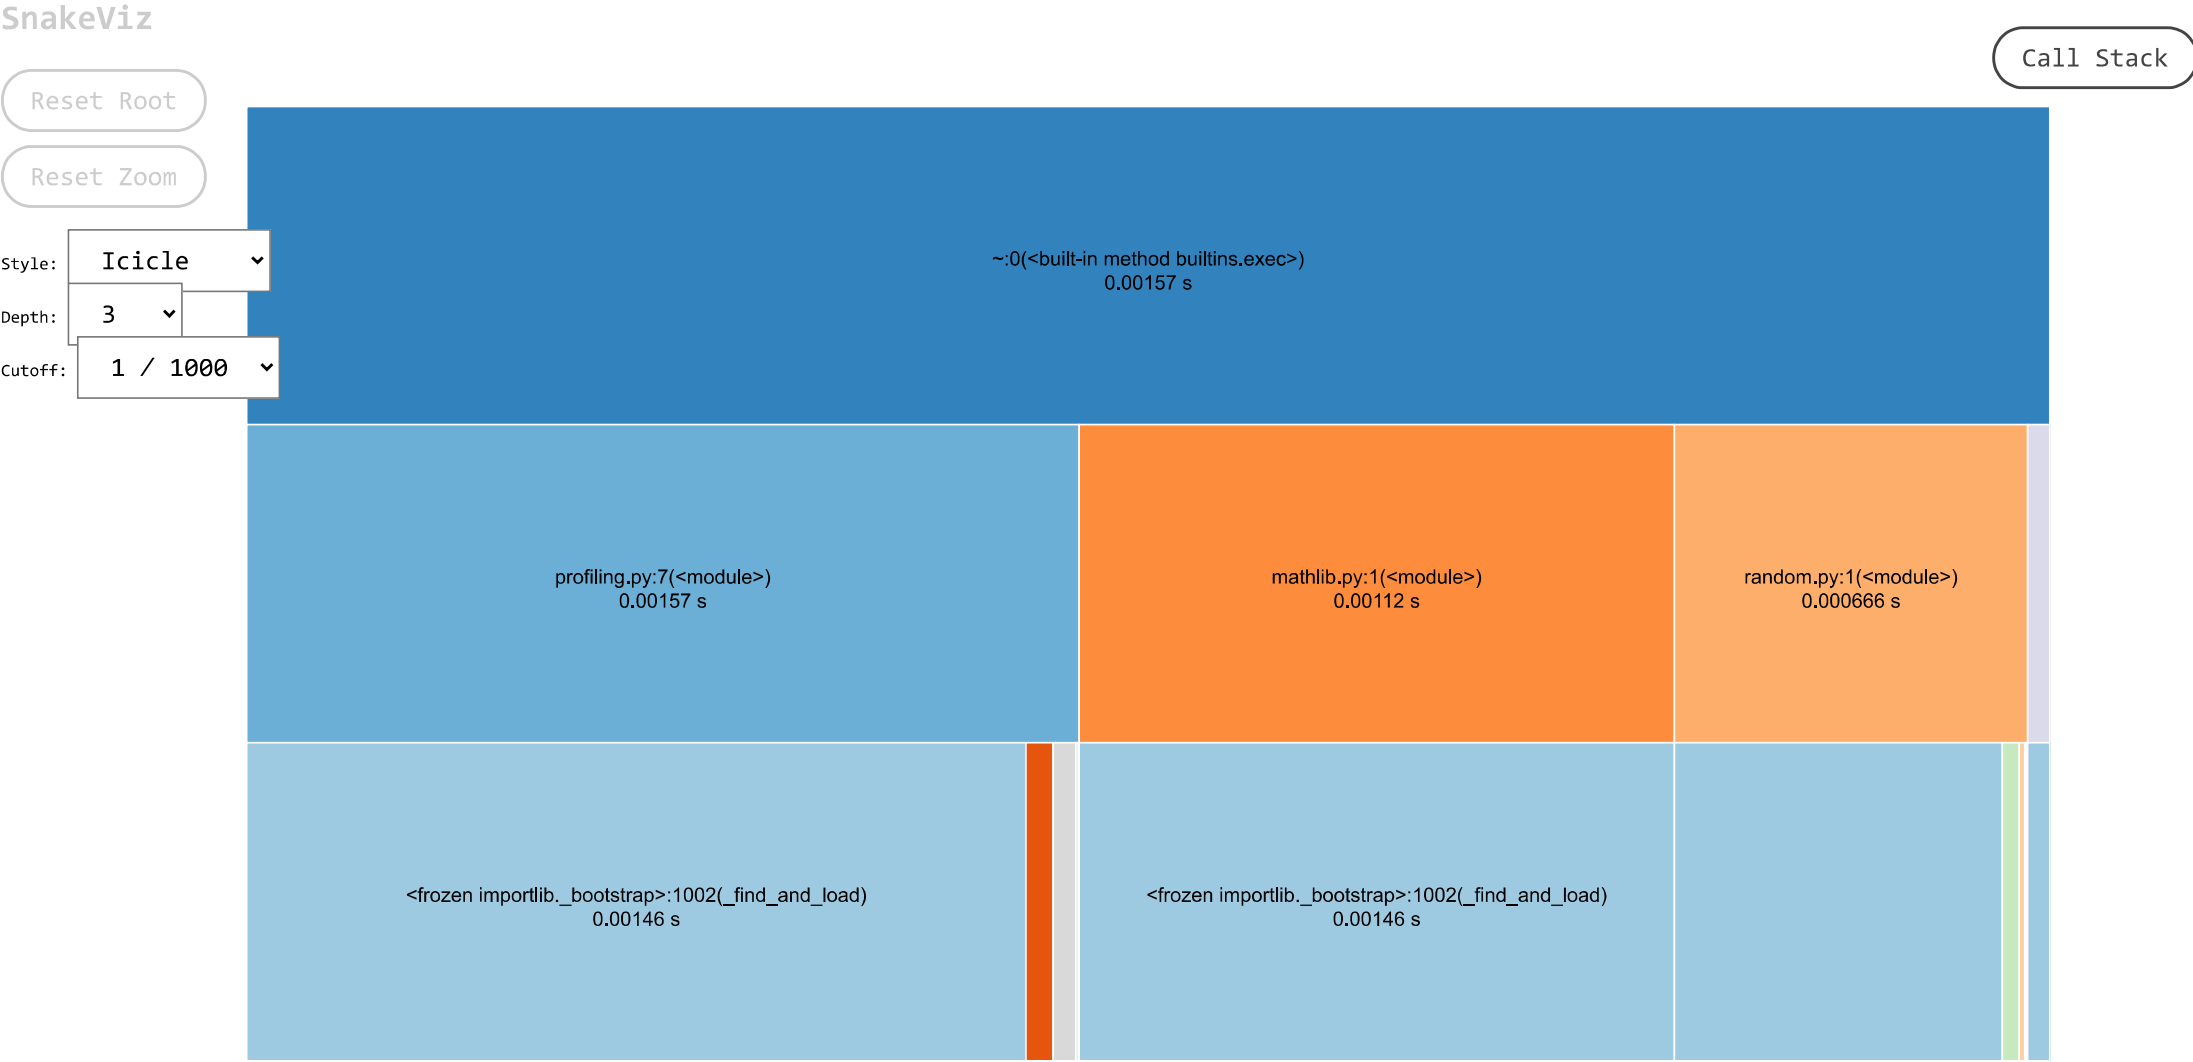 SnakeViz
Call Stack
Reset Root
Reset Zoom
Style: Icicle
Depth: 3
Cutoff: 1 / 1000
~:0(<built-in method builtins.exec>)
0.00157 s
profiling.py:7(<module>)
0.00157 s
mathlib.py:1(<module>)
0.00112 s
random.py:1(<module>)
0.000666 s
<frozen importlib._bootstrap>:1002(_find_and_load)
0.00146 s
<frozen importlib._bootstrap>:1002(_find_and_load)
0.00146 s